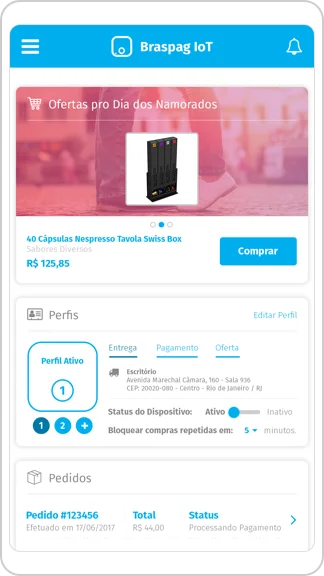 Braspag IoT
Ofertas pro Dia dos Namorados
40 Cápsulas Nespresso Tavola Swiss Box
Sabores Diversos
R$ 125,85
Comprar
Perfis
Editar Perfil
Perfil Ativo
1
1 2 +
Entrega Pagamento Oferta
Escritório
Avenida Marechal Câmara, 160 - Sala 936
CEP: 20020-080 - Centro - Rio de Janeiro / RJ
Status do Dispositivo: Ativo Inativo
Bloquear compras repetidas em: 5 minutos.
Pedidos
Pedido #123456 Total Status
Efetuado em 17/06/2017 R$ 44,00 Processando Pagamento